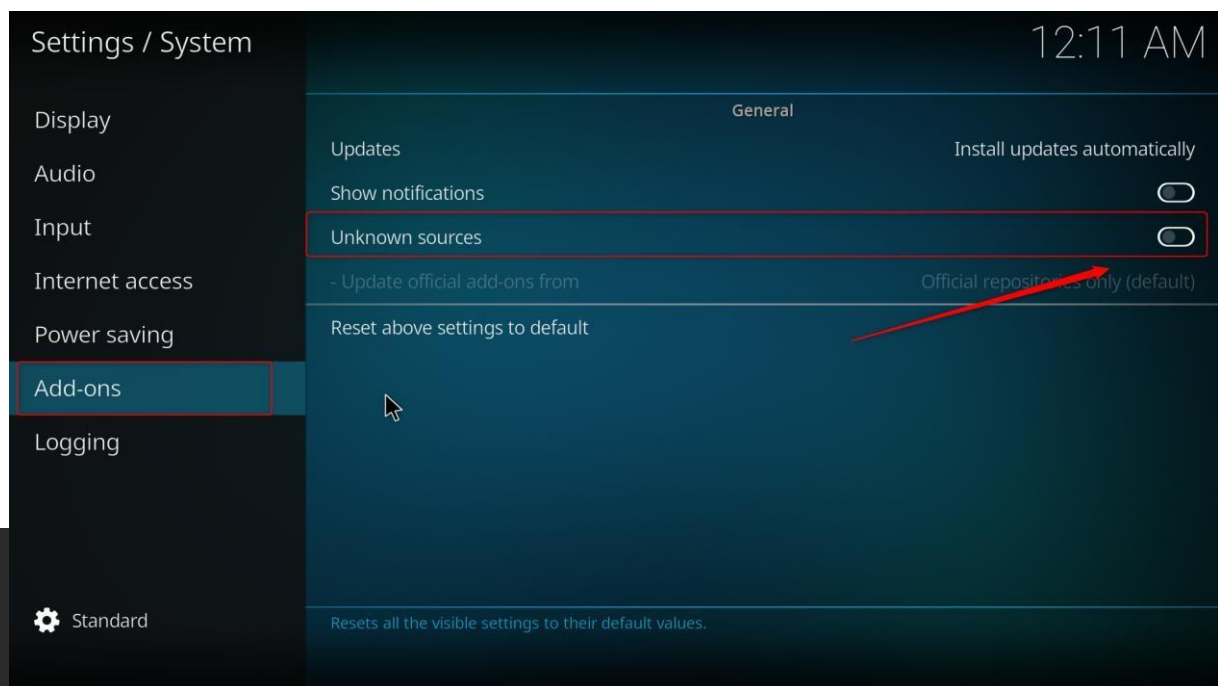 Settings / System
12:11 AM
Display
Audio
Input
Internet access
Power saving
Add-ons
Logging
Standard
General
Updates Install updates automatically
Show notifications
Unknown sources
- Update official add-ons from Official repositories only (default)
Reset above settings to default
Resets all the visible settings to their default values.